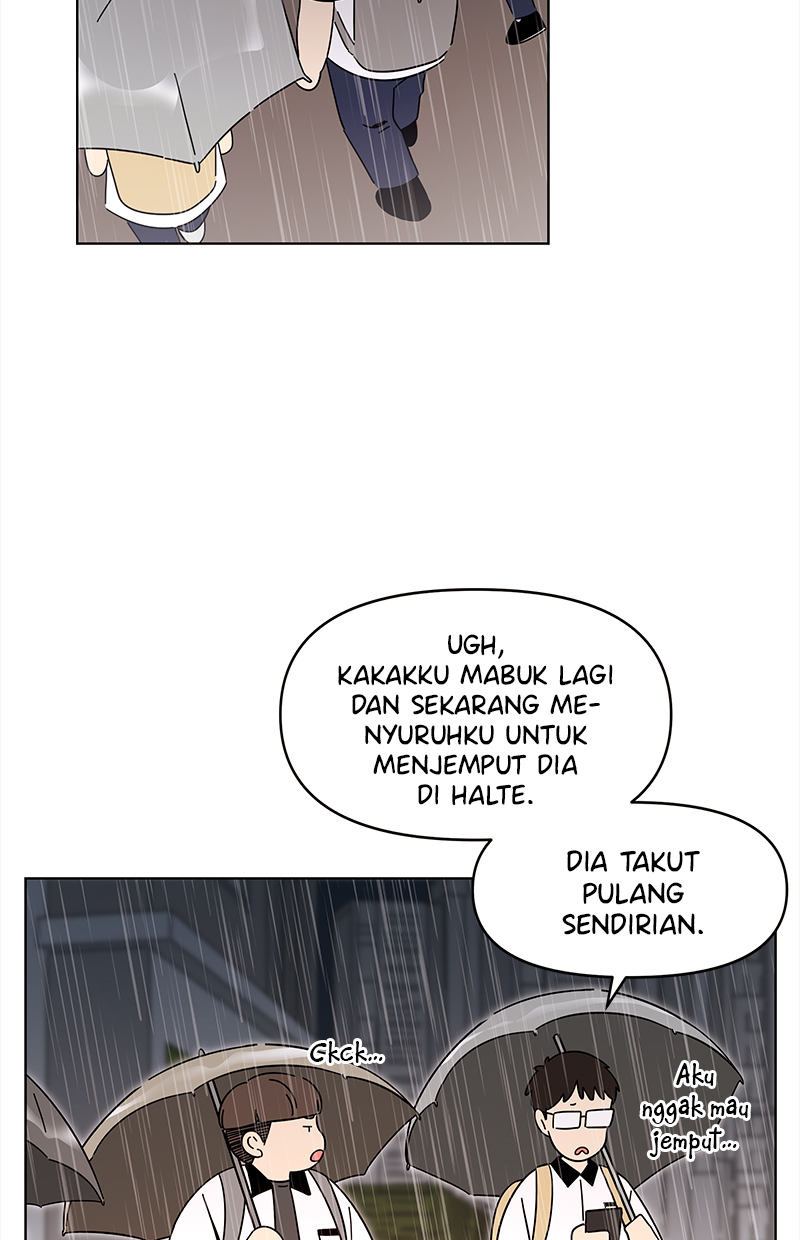 UGH,
KAKAKKU MABUK LAGI
DAN SEKARANG ME-
NYURUHKU UNTUK
MENJEMPUT DIA
DI HALTE.
DIA TAKUT
PULANG
SENDIRIAN.
Ckck...
Aku
nggak mau
jemput...